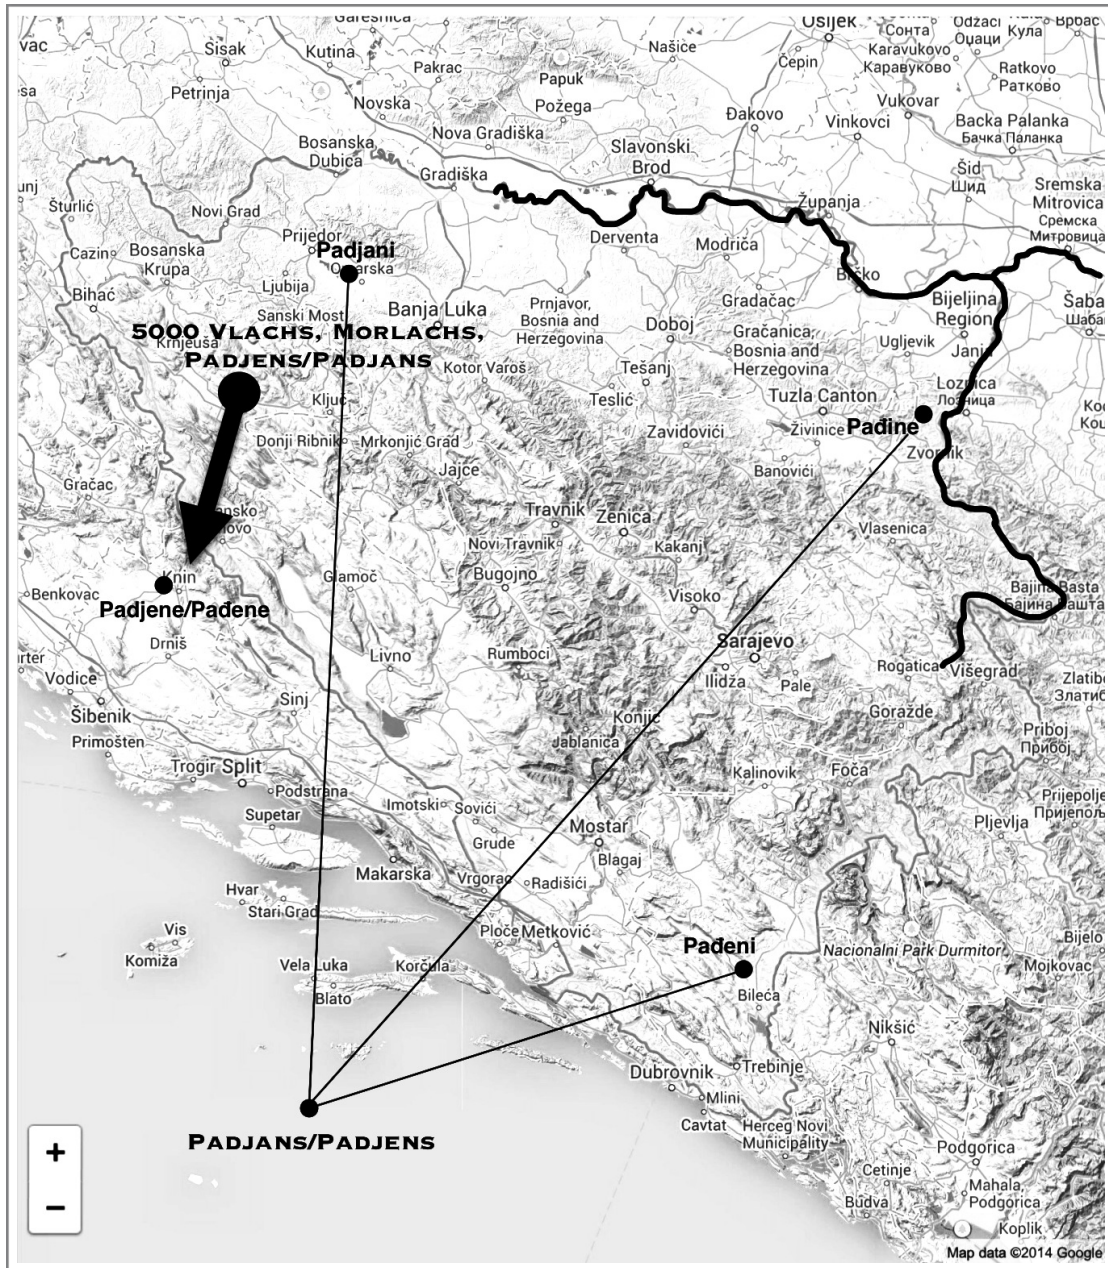 Garešnica
Osijek
Сонта
Odžaci
Оџаци
Кула
Врбас
vac
Sisak
Kutina
Našice
Čepin
Karavukovo
Каравуково
Ratkovo
Ратково
Pakrac
Papuk
Petrinja
Novska
Požega
Đakovo
Vukovar
Vinkovci
Backa Palanka
Бачка Паланка
Nova Gradiška
Bosanska
Dubica
Slavonski
Brod
Gradiška
Šid
Шид
Sremska
Mitrovica
Сремска
Митровица
Šturlić
Novi Grad
Županja
Prijedor
Padjani
Derventa
Modriča
Cazin
Bosanska
Krupa
Ljubija
Brčko
Bihać
Sanski Most
Banja Luka
Prnjavor,
Bosnia and
Herzegovina
Gradačac
Bijeljina
Region
Šaba
Шаба
5000 Vlachs, Morlachs,
Padjens/Padjans
Krnjeuša
Doboj
Gračanica,
Bosnia and
Herzegovina
Ugljevik
Janja
Kotor Varoš
Tešanj
Teslić
Tuzla Canton
Loznica
Лозница
Ključ
Pađine
Živinice
Zvornik
Donji Ribnik
Mrkonjić Grad
Zavidovići
Banovići
Jajce
Gračac
Travnik
Zenica
Vlasenica
Novi Travnik
Kakanj
Knin
Glamoč
Bugojno
Visoko
Bajina Basta
Бајина Башта
Benkovac
Padjene/Pađene
Drniš
Livno
Rumboci
Sarajevo
Ilidža
Pale
Rogatica
Višegrad
Vodice
Šibenik
Sinj
Konjic
Goražde
Primošten
Jablanica
Priboj
Прибој
Trogir
Split
Podstrana
Kalinovik
Foča
Supetar
Imotski
Sovići
Grude
Mostar
Blagaj
Pljevlja
Prijepolje
Makarska
Vrgorac
Radišići
Hvar
Stari Grad
Vis
Komiža
Ploče
Metković
Pađeni
Nacionalni Park Durmitor
Bijelo
Mojkovac
Vela Luka
Korčula
Blato
Bileća
Nikšić
Dubrovnik
Trebinje
Mlini
Cavtat
Herceg Novi
Municipality
Padjans/Padjens
Podgorica
Cetinje
Mahala,
Podgorica
Budva
Koplik
+
−
Map data ©2014 Google